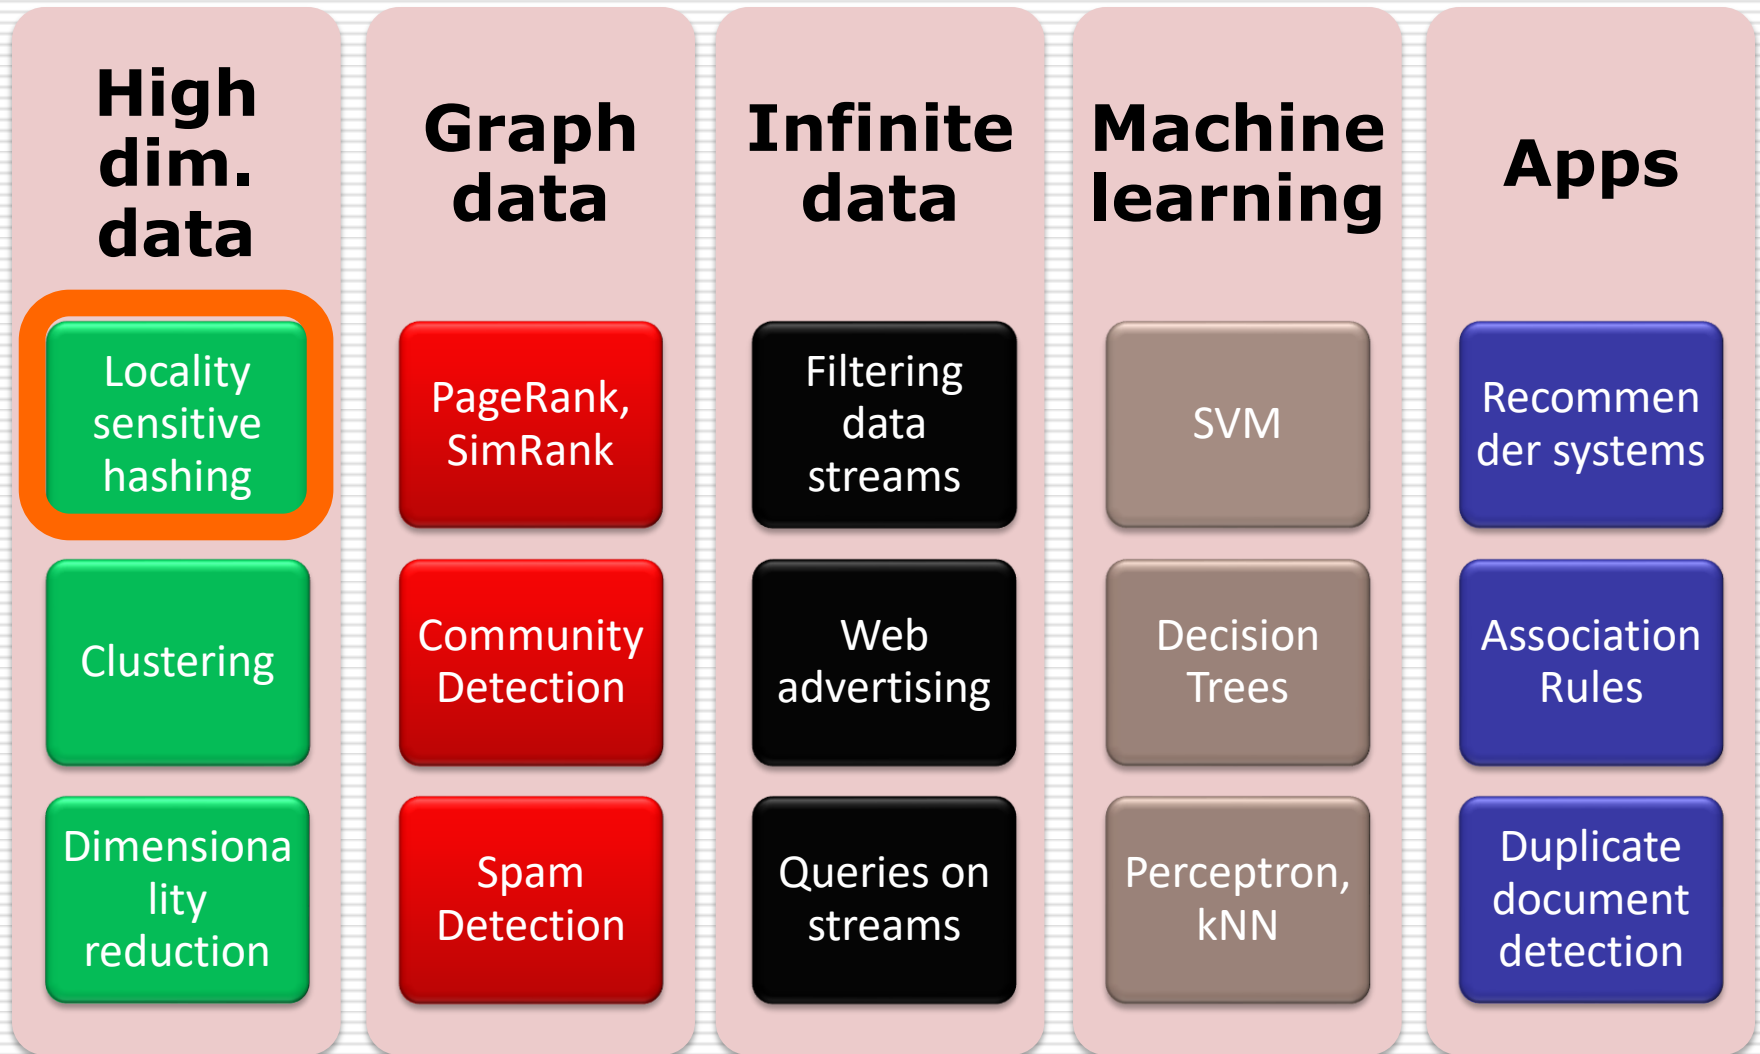 High
dim.
data
Locality
sensitive
hashing
Clustering
Dimensiona
lity
reduction
Graph
data
PageRank,
SimRank
Community
Detection
Spam
Detection
Infinite
data
Filtering
data
streams
Web
advertising
Queries on
streams
Machine
learning
SVM
Decision
Trees
Perceptron,
kNN
Apps
Recommen
der systems
Association
Rules
Duplicate
document
detection